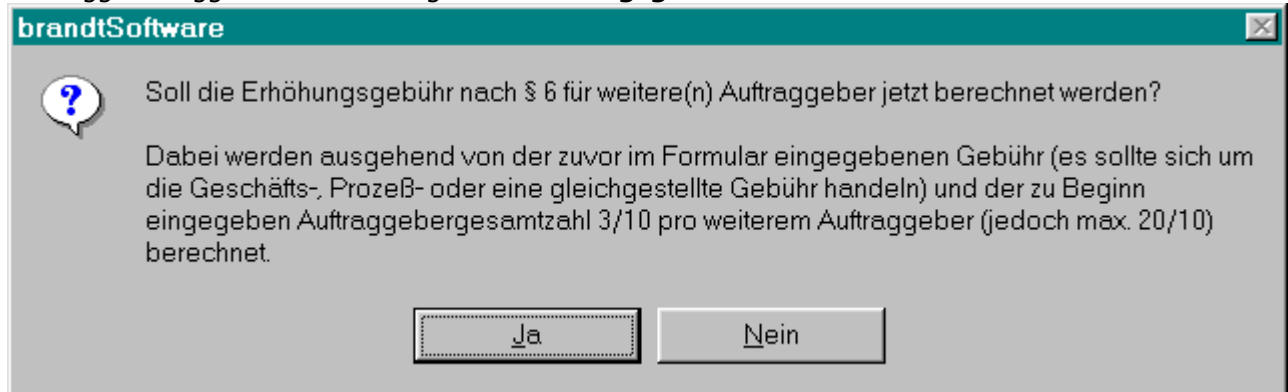 brandtSoftware
?
Soll die Erhöhungsgebühr nach § 6 für weitere(n) Auftraggeber jetzt berechnet werden?
Dabei werden ausgehend von der zuvor im Formular eingegebenen Gebühr (es sollte sich um
die Geschäfts-, Prozeß- oder eine gleichgestellte Gebühr handeln) und der zu Beginn
eingegeben Auftraggebergesamtzahl 3/10 pro weiterem Auftraggeber (jedoch max. 20/10)
berechnet.
Ja Nein